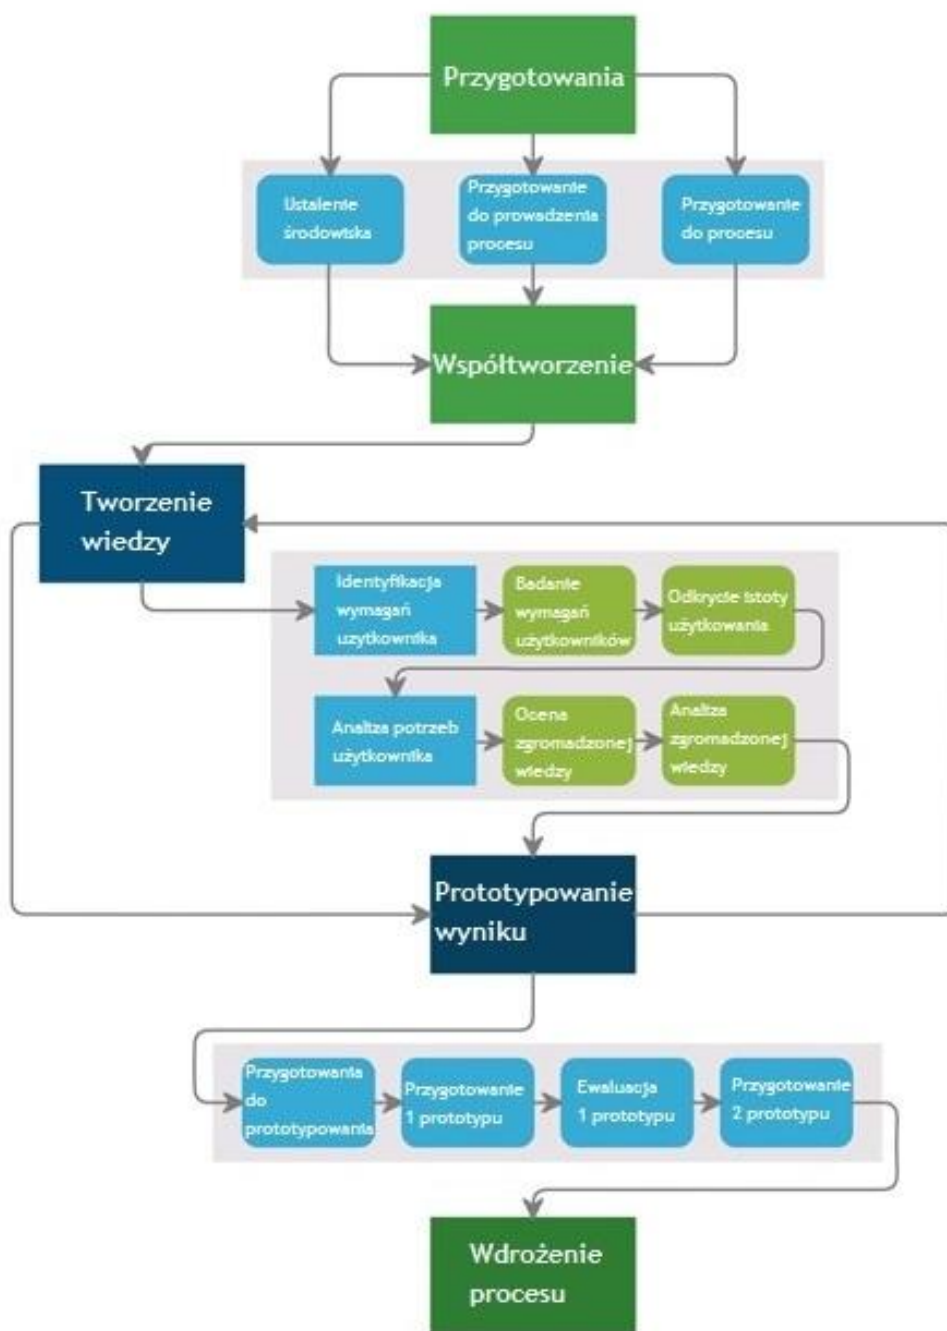 Przygotowania
Ustalenie
środowiska
Przygotowanie
do prowadzenia
procesu
Przygotowanie
do procesu
Współtworzenie
Tworzenie
wiedzy
Identyfikacja
wymagań
uzytkownika
Badanie
wymagań
użytkowników
Odkrycie istoty
użytkowania
Analiza potrzeb
użytkownika
Ocena
zgromadzonej
wiedzy
Analiza
zgromadzonej
wiedzy
Prototypowanie
wyniku
Przygotowania
do
prototypowania
Przygotowanie
1 prototypu
Ewaluacja
1 prototypu
Przygotowanie
2 prototypu
Wdrożenie
procesu